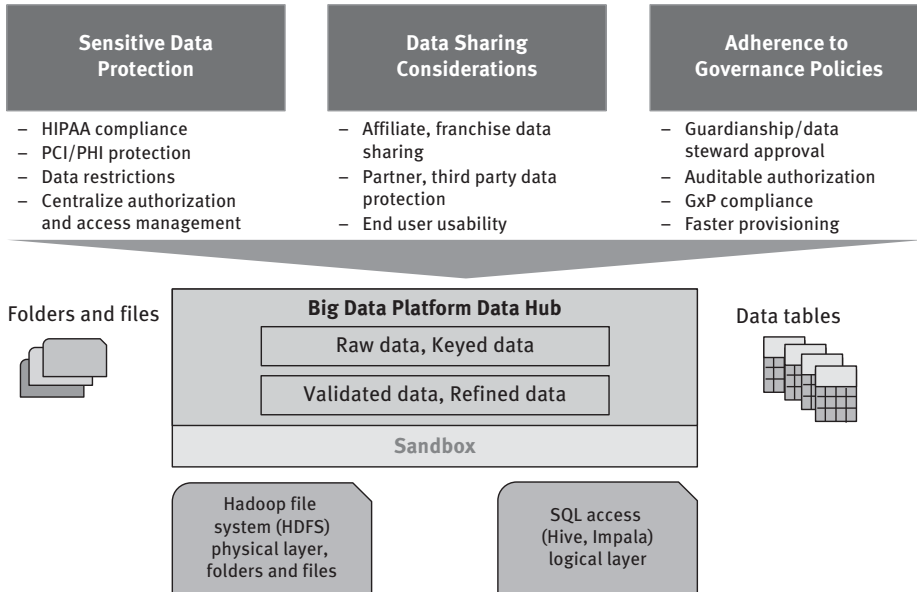 Sensitive Data
Protection
– HIPAA compliance
– PCI/PHI protection
– Data restrictions
– Centralize authorization
and access management
Data Sharing
Considerations
– Affiliate, franchise data
sharing
– Partner, third party data
protection
– End user usability
Adherence to
Governance Policies
– Guardianship/data
steward approval
– Auditable authorization
– GxP compliance
– Faster provisioning
Folders and files
Big Data Platform Data Hub
Raw data, Keyed data
Validated data, Refined data
Sandbox
Data tables
Hadoop file
system (HDFS)
physical layer,
folders and files
SQL access
(Hive, Impala)
logical layer